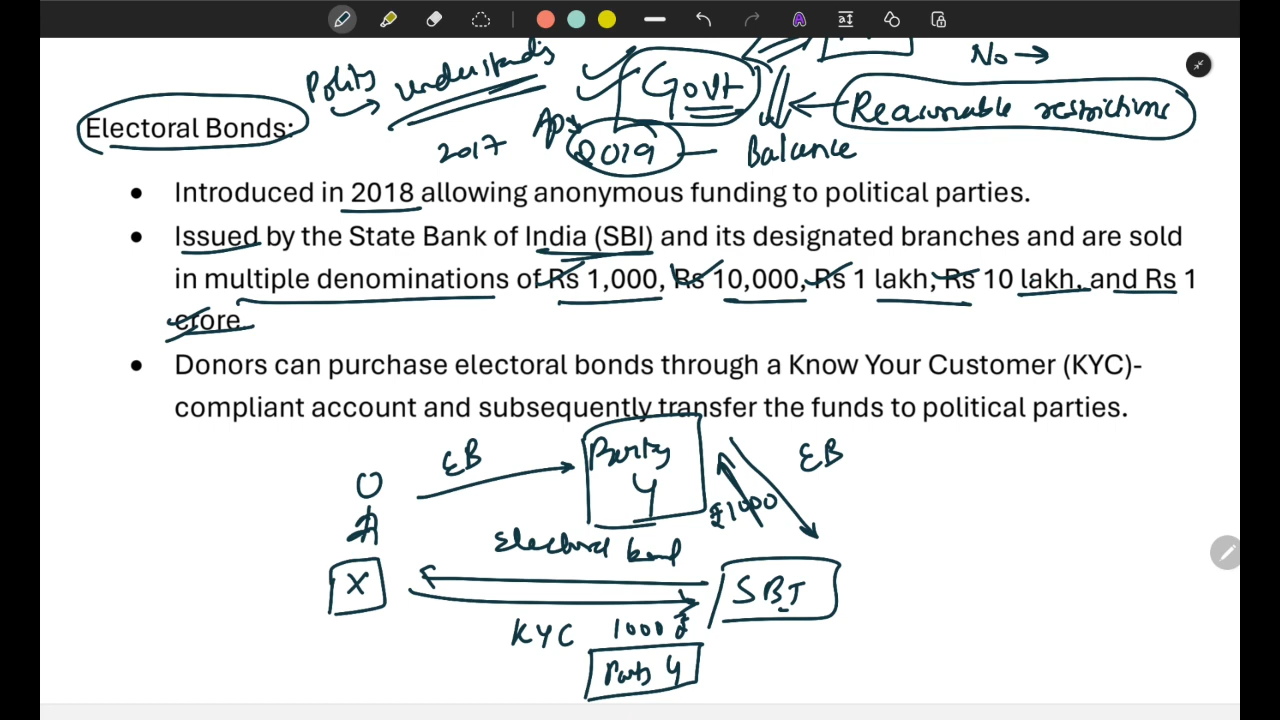 No →
Polits understands Govt Reasonable restrictions
Electoral Bonds:
2017 2019 — Balance
• Introduced in 2018 allowing anonymous funding to political parties.
• Issued by the State Bank of India (SBI) and its designated branches and are sold
in multiple denominations of Rs 1,000, Rs 10,000, Rs 1 lakh, Rs 10 lakh, and Rs 1
crore.
• Donors can purchase electoral bonds through a Know Your Customer (KYC)-
compliant account and subsequently transfer the funds to political parties.
EB Party EB
Y
₹1000
Electoral bond
X SBI
KYC 1000 ₹
Party Y